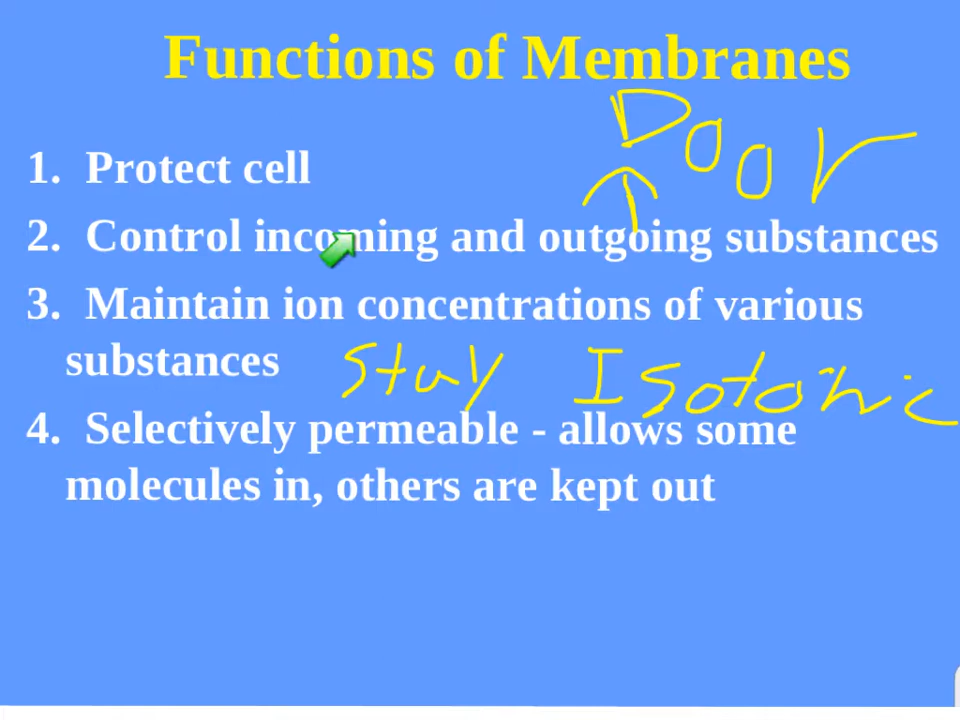 Functions of Membranes
Door
1. Protect cell
2. Control incoming and outgoing substances
3. Maintain ion concentrations of various
substances
Stay Isotonic
4. Selectively permeable - allows some
molecules in, others are kept out